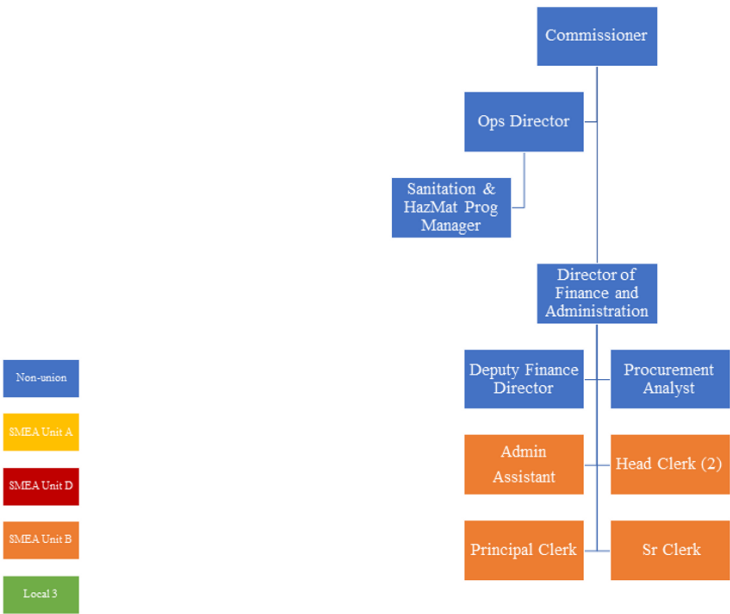 Commissioner
Ops Director
Sanitation &
HazMat Prog
Manager
Director of
Finance and
Administration
Deputy Finance
Director
Procurement
Analyst
Admin
Assistant
Head Clerk (2)
Principal Clerk
Sr Clerk
Non-union
SMEA Unit A
SMEA Unit D
SMEA Unit B
Local 3